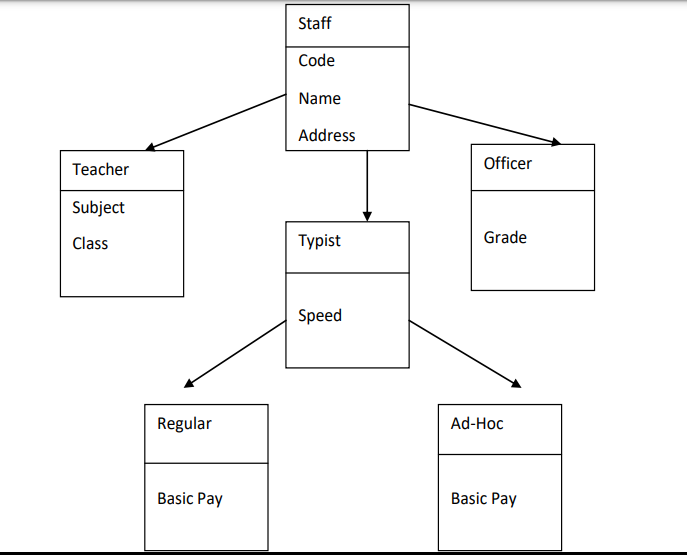 Staff
Code
Name
Address
Teacher
Subject
Class
Officer
Grade
Typist
Speed
Regular
Basic Pay
Ad-Hoc
Basic Pay